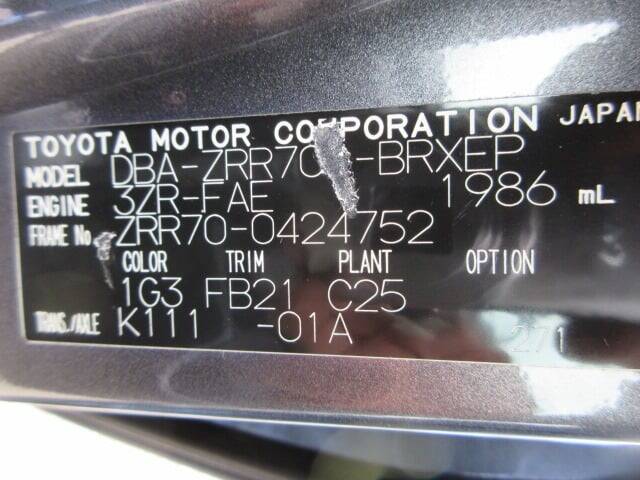 TOYOTA MOTOR CORPORATION JAPAN
MODEL DBA-ZRR70 -BRXEP
ENGINE 3ZR-FAE 1986 mL
FRAME No. ZRR70-0424752
COLOR TRIM PLANT OPTION
1G3 FB21 C25
TRANS./AXLE K111 -01A 271